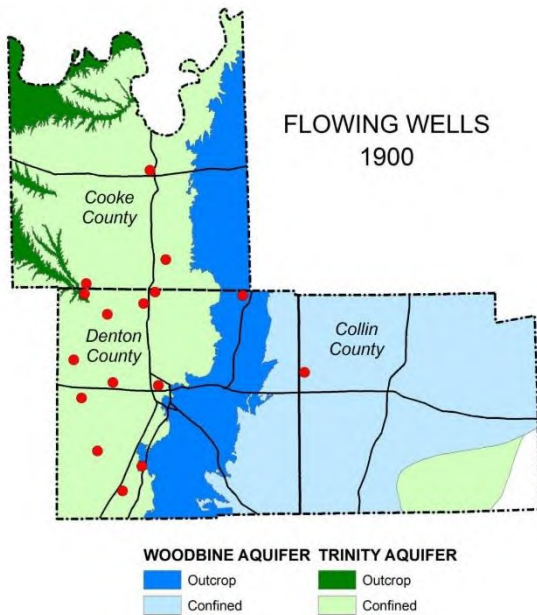 FLOWING WELLS
1900
Cooke
County
Denton
County
Collin
County
WOODBINE AQUIFER TRINITY AQUIFER
Outcrop Outcrop
Confined Confined